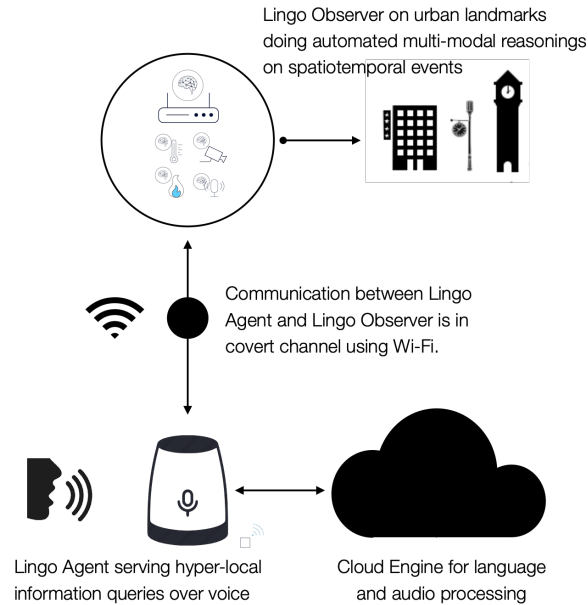 Lingo Observer on urban landmarks
doing automated multi-modal reasonings
on spatiotemporal events
Communication between Lingo
Agent and Lingo Observer is in
covert channel using Wi-Fi.
Lingo Agent serving hyper-local
information queries over voice
Cloud Engine for language
and audio processing